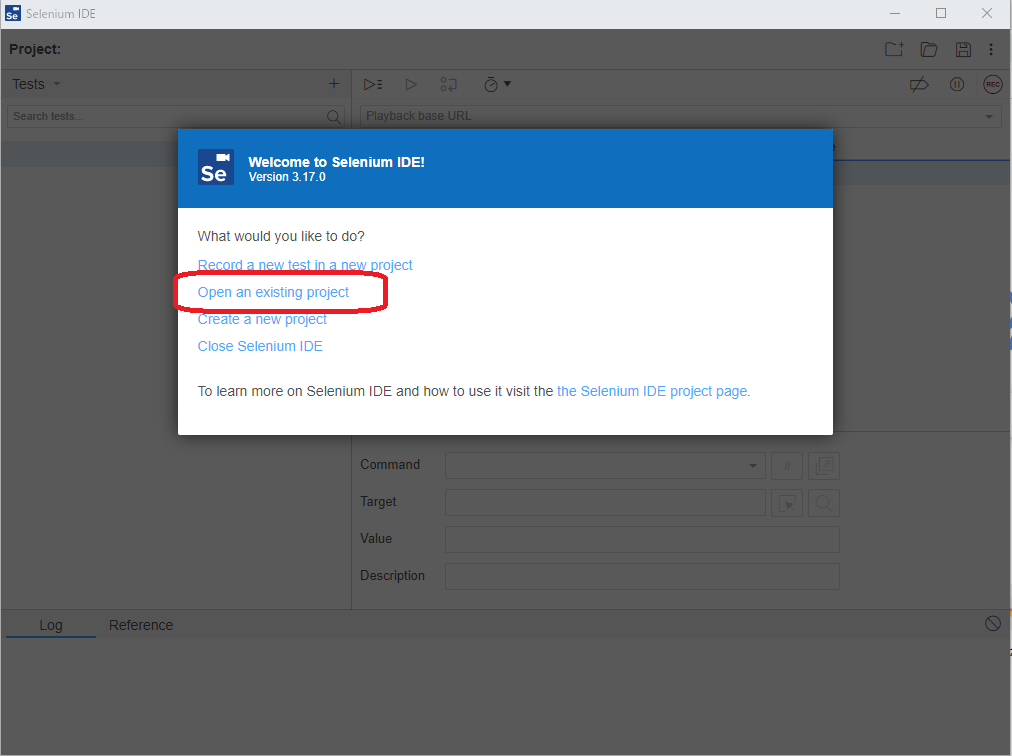 Se Selenium IDE
Project:
Tests
Search tests...
Playback base URL
REC
Se
Welcome to Selenium IDE!
Version 3.17.0
What would you like to do?
Record a new test in a new project
Open an existing project
Create a new project
Close Selenium IDE
To learn more on Selenium IDE and how to use it visit the the Selenium IDE project page.
Command
//
Target
Value
Description
Log
Reference